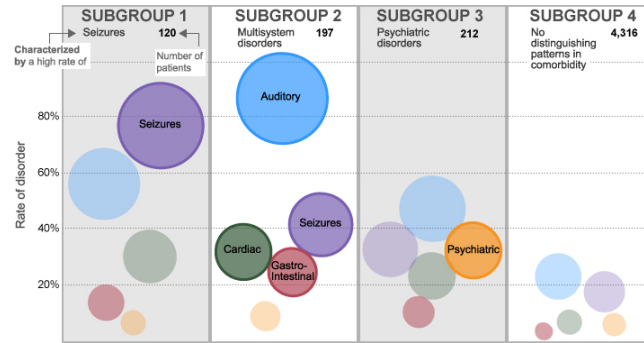 SUBGROUP 1
SUBGROUP 2
SUBGROUP 3
SUBGROUP 4
Seizures 120
Multisystem 197
disorders
Psychiatric 212
disorders
No 4,316
distinguishing
patterns in
comorbidity
Characterized
by a high rate of
Number of
patients
Rate of disorder
80%
60%
40%
20%
Seizures
Auditory
Cardiac
Seizures
Gastro-
Intestinal
Psychiatric